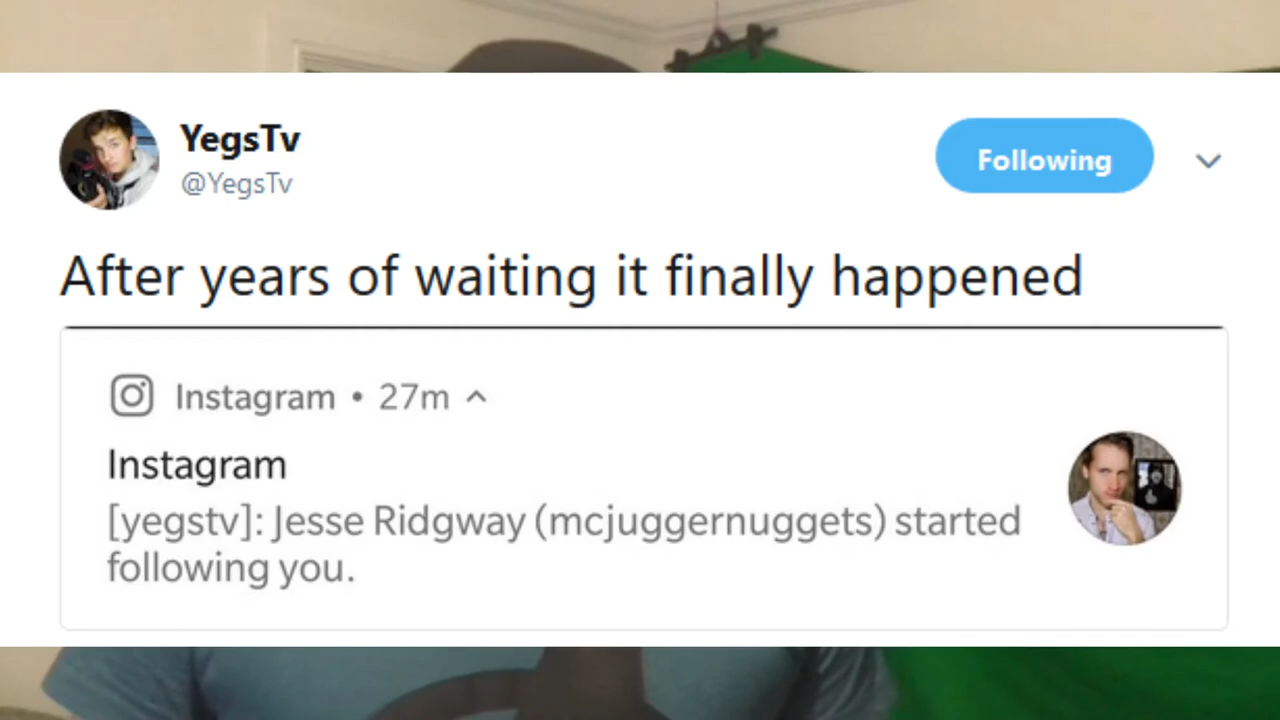 YegsTv
@YegsTv
Following
After years of waiting it finally happened
Instagram • 27m
Instagram
[yegstv]: Jesse Ridgway (mcjuggernuggets) started
following you.